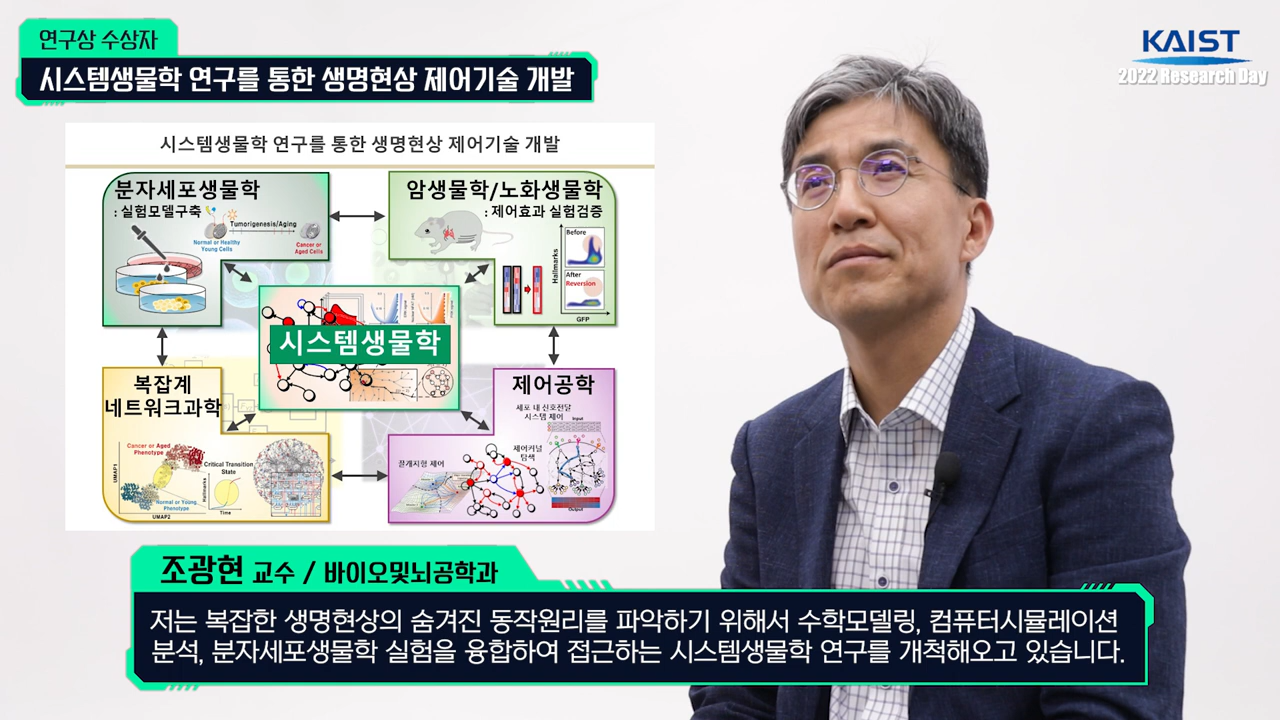 연구상 수상자
시스템생물학 연구를 통한 생명현상 제어기술 개발
KAIST
2022 Research Day
시스템생물학 연구를 통한 생명현상 제어기술 개발
분자세포생물학
: 실험모델구축
Tumorigenesis/Aging
Normal or Healthy
Young Cells
Cancer or
Aged Cells
암생물학/노화생물학
: 제어효과 실험검증
Before
Hallmarks
After
Reversion
GFP
시스템생물학
복잡계
네트워크과학
Cancer or Aged
Phenotype
Critical Transition
State
UMAP1
Hallmarks
Normal or Young
Phenotype
Time
UMAP2
제어공학
세포 내 신호전달
시스템 제어
Input
제어커널
탐색
끌개지형 제어
Output
조광현 교수 / 바이오및뇌공학과
저는 복잡한 생명현상의 숨겨진 동작원리를 파악하기 위해서 수학모델링, 컴퓨터시뮬레이션
분석, 분자세포생물학 실험을 융합하여 접근하는 시스템생물학 연구를 개척해오고 있습니다.